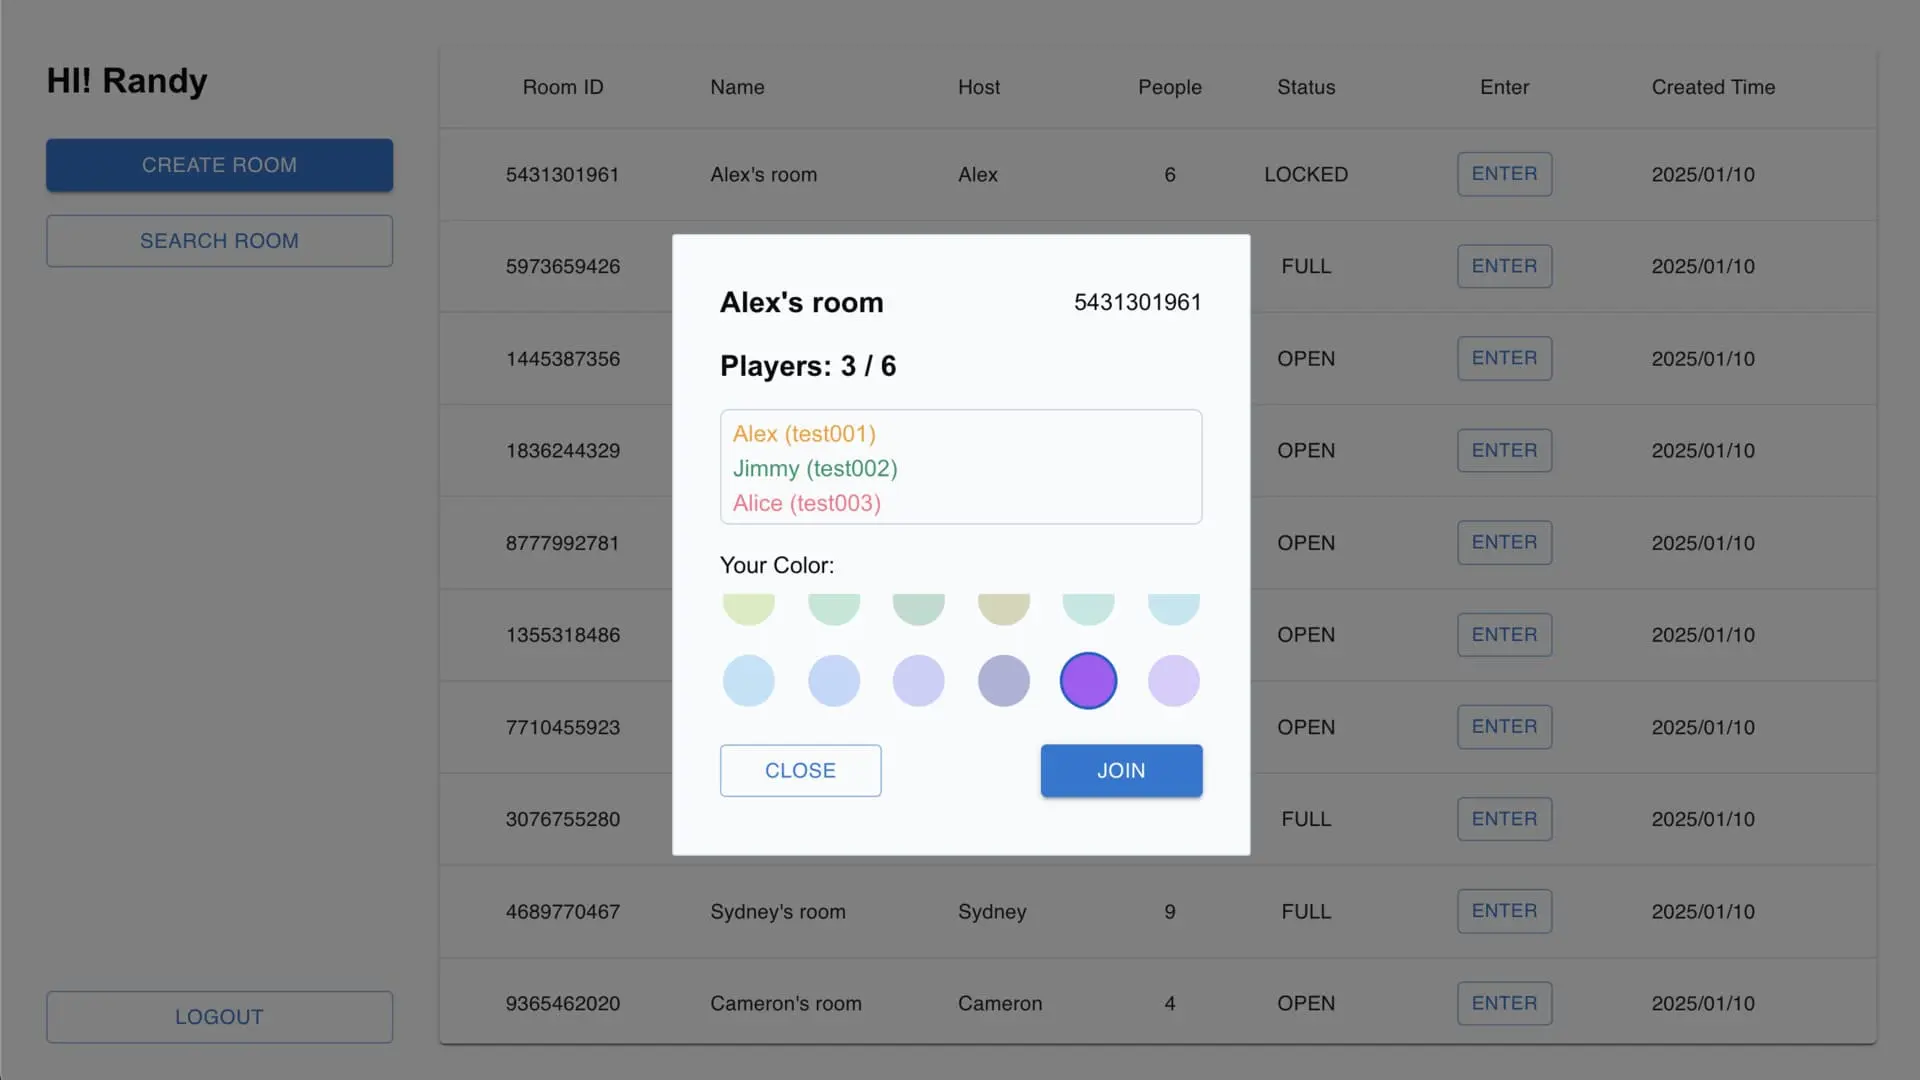 HI! Randy
CREATE ROOM
SEARCH ROOM
LOGOUT
Room ID Name Host People Status Enter Created Time
5431301961 Alex's room Alex 6 LOCKED ENTER 2025/01/10
5973659426 FULL ENTER 2025/01/10
1445387356 OPEN ENTER 2025/01/10
1836244329 OPEN ENTER 2025/01/10
8777992781 OPEN ENTER 2025/01/10
1355318486 OPEN ENTER 2025/01/10
7710455923 OPEN ENTER 2025/01/10
3076755280 FULL ENTER 2025/01/10
4689770467 Sydney's room Sydney 9 FULL ENTER 2025/01/10
9365462020 Cameron's room Cameron 4 OPEN ENTER 2025/01/10
Alex's room 5431301961
Players: 3 / 6
Alex (test001)
Jimmy (test002)
Alice (test003)
Your Color:
CLOSE JOIN